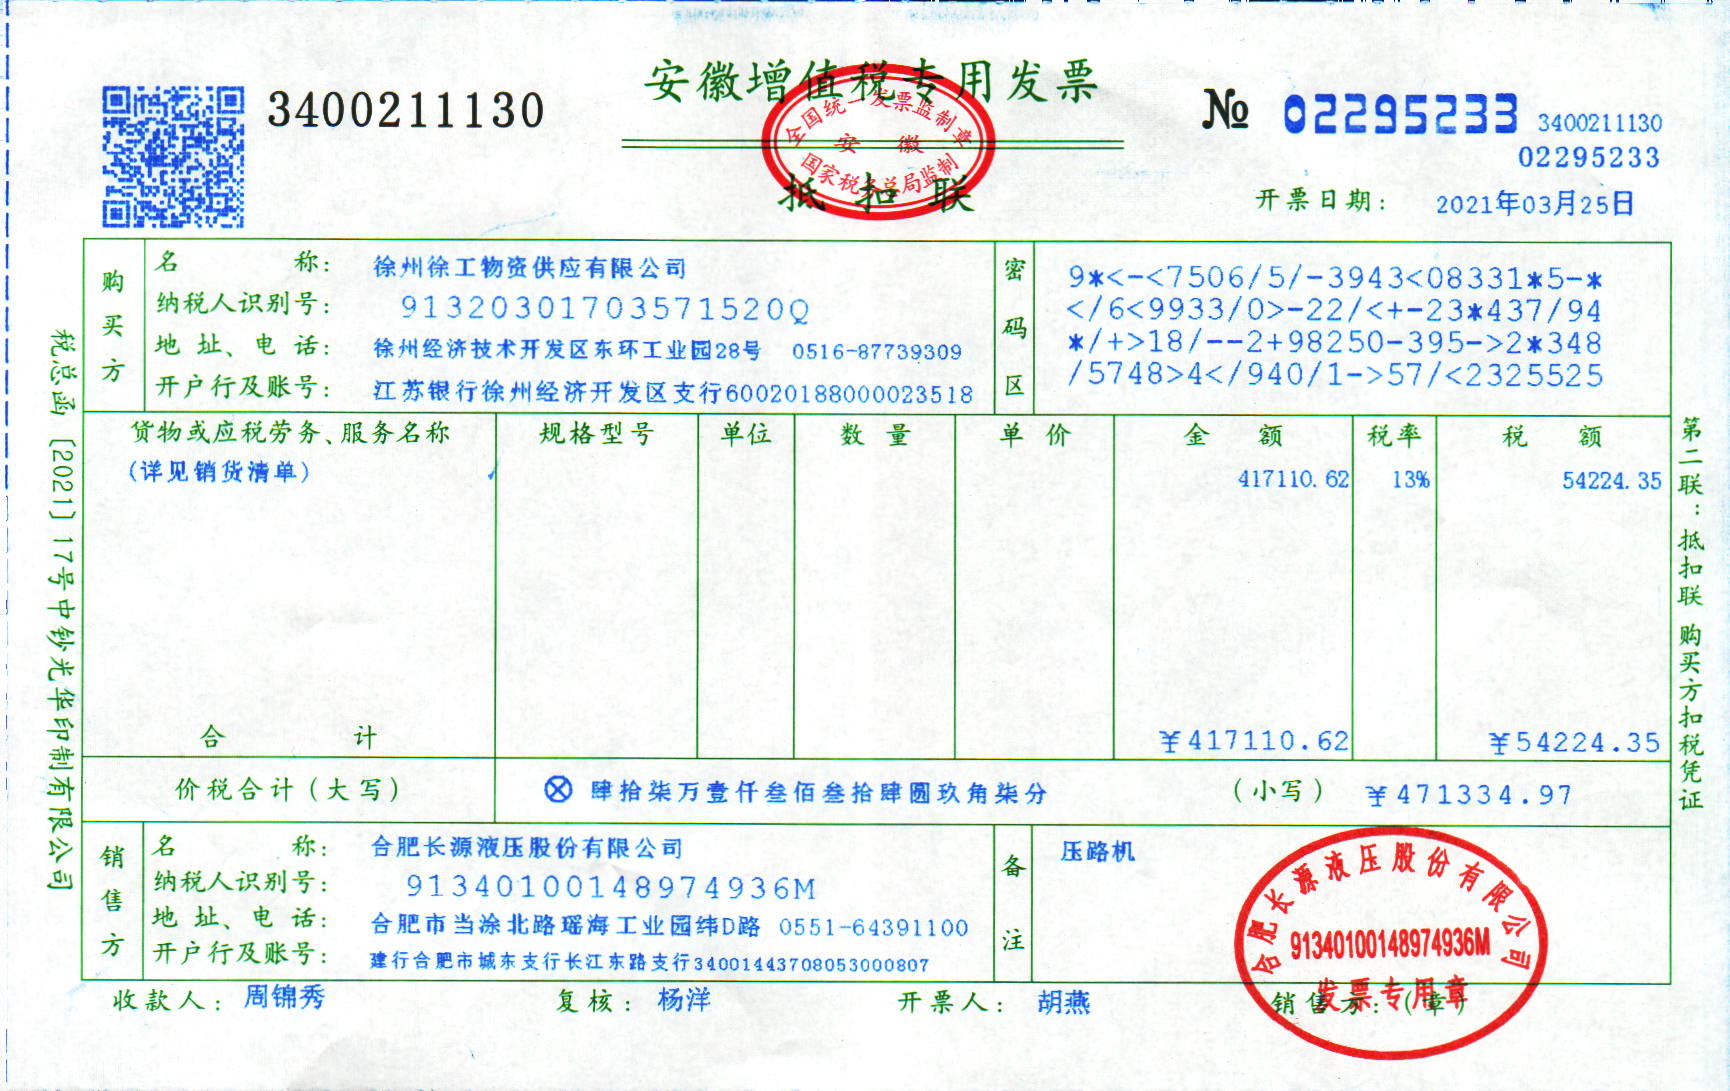 3400211130
安徽增值税专用发票
全国统一发票监制章
安 徽
国家税务总局监制
抵 扣 联
№ 02295233
3400211130
02295233
开票日期: 2021年03月25日
税总函〔2021〕17号中钞光华印制有限公司
购买方
名 称: 徐州徐工物资供应有限公司
纳税人识别号: 91320301703571520Q
地 址、电 话: 徐州经济技术开发区东环工业园28号 0516-87739309
开户行及账号: 江苏银行徐州经济开发区支行60020188000023518
密码区
9*<-<7506/5/-3943<08331*5-*
</6<9933/0>-22/<+-23*437/94
*/+>18/--2+98250-395->2*348
/5748>4</940/1->57/<2325525
货物或应税劳务、服务名称 规格型号 单位 数 量 单 价 金 额 税率 税 额
(详见销货清单) 417110.62 13% 54224.35
合 计 ¥417110.62 ¥54224.35
价税合计(大写) ⊗肆拾柒万壹仟叁佰叁拾肆圆玖角柒分 (小写) ¥471334.97
销售方
名 称: 合肥长源液压股份有限公司
纳税人识别号: 91340100148974936M
地 址、电 话: 合肥市当涂北路瑶海工业园纬D路 0551-64391100
开户行及账号: 建行合肥市城东支行长江东路支行34001443708053000807
备注
压路机
合肥长源液压股份有限公司
91340100148974936M
发票专用章
收款人: 周锦秀 复核: 杨洋 开票人: 胡燕 销售方:(章)
第二联:抵扣联 购买方扣税凭证